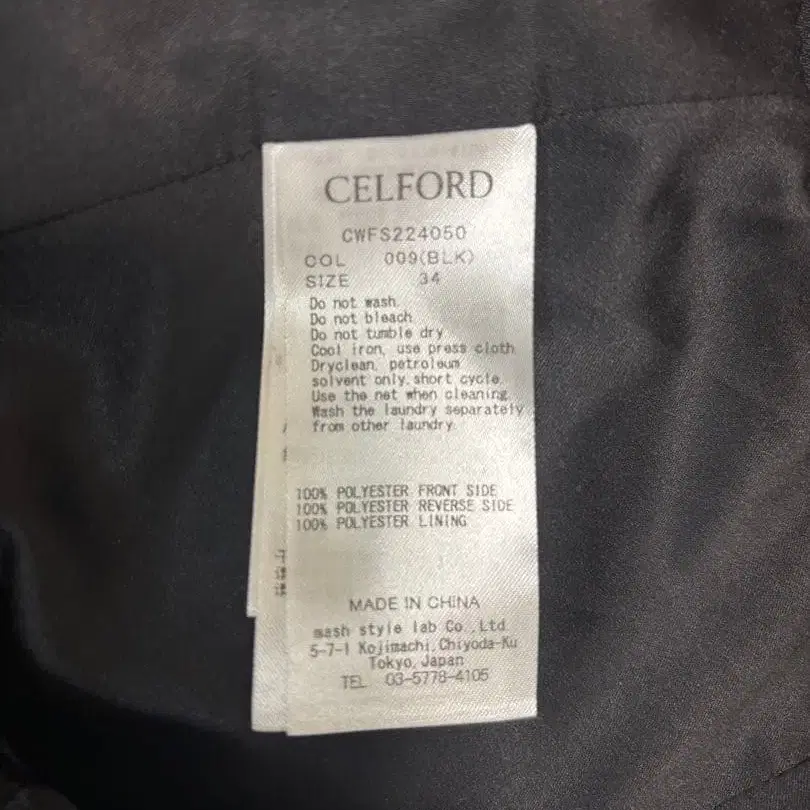 CELFORD
CWFS224050
COL 009(BLK)
SIZE 34
Do not wash.
Do not bleach.
Do not tumble dry
Cool iron, use press cloth
Dryclean, petroleum
solvent only, short cycle.
Use the net when cleaning.
Wash the laundry separately
from other laundry.
100% POLYESTER FRONT SIDE
100% POLYESTER REVERSE SIDE
100% POLYESTER LINING
MADE IN CHINA
mash style lab Co., Ltd.
5-7-1 Kojimachi, Chiyoda-Ku
Tokyo, Japan
TEL 03-5778-4105